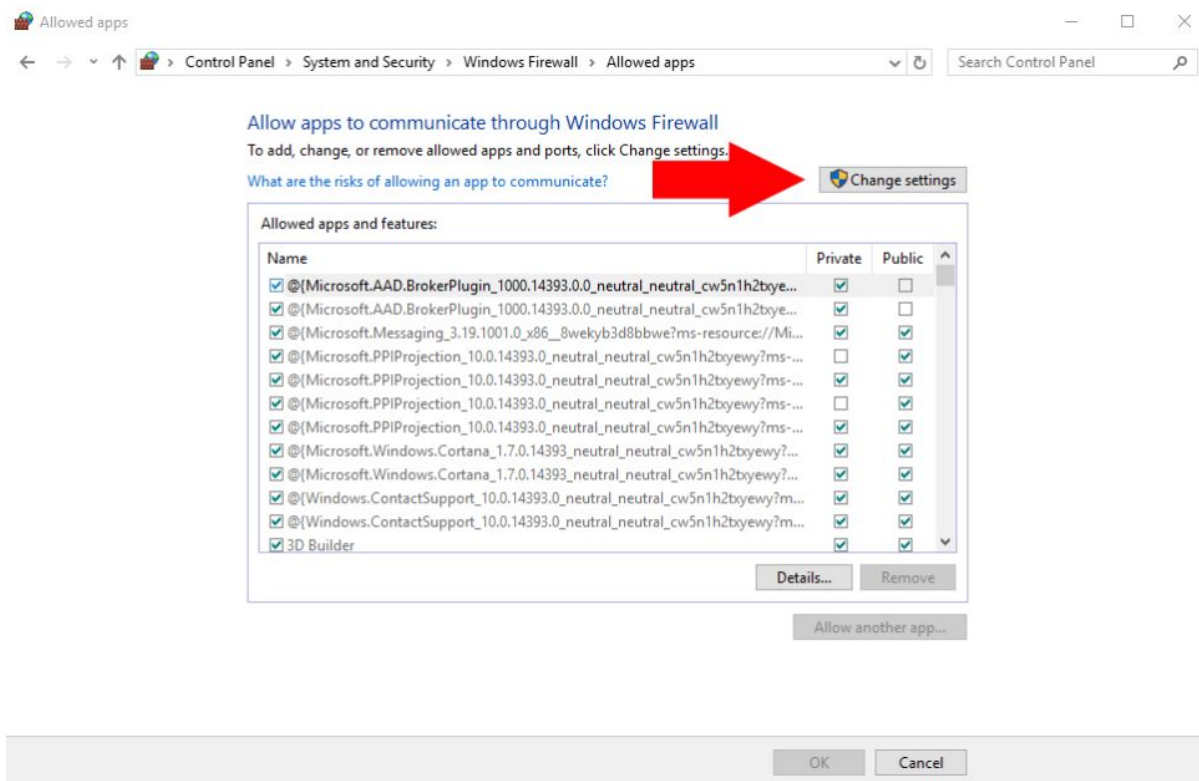 Allowed apps
Control Panel > System and Security > Windows Firewall > Allowed apps
Search Control Panel
Allow apps to communicate through Windows Firewall
To add, change, or remove allowed apps and ports, click Change settings.
What are the risks of allowing an app to communicate?
Change settings
Allowed apps and features:
Name Private Public
@{Microsoft.AAD.BrokerPlugin_1000.14393.0.0_neutral_neutral_cw5n1h2txye...
@{Microsoft.AAD.BrokerPlugin_1000.14393.0.0_neutral_neutral_cw5n1h2txye...
@{Microsoft.Messaging_3.19.1001.0_x86__8wekyb3d8bbwe?ms-resource://Mi...
@{Microsoft.PPIProjection_10.0.14393.0_neutral_neutral_cw5n1h2txyewy?ms-...
@{Microsoft.PPIProjection_10.0.14393.0_neutral_neutral_cw5n1h2txyewy?ms-...
@{Microsoft.PPIProjection_10.0.14393.0_neutral_neutral_cw5n1h2txyewy?ms-...
@{Microsoft.PPIProjection_10.0.14393.0_neutral_neutral_cw5n1h2txyewy?ms-...
@{Microsoft.Windows.Cortana_1.7.0.14393_neutral_neutral_cw5n1h2txyewy?...
@{Microsoft.Windows.Cortana_1.7.0.14393_neutral_neutral_cw5n1h2txyewy?...
@{Windows.ContactSupport_10.0.14393.0_neutral_neutral_cw5n1h2txyewy?m...
@{Windows.ContactSupport_10.0.14393.0_neutral_neutral_cw5n1h2txyewy?m...
3D Builder
Details... Remove
Allow another app...
OK Cancel